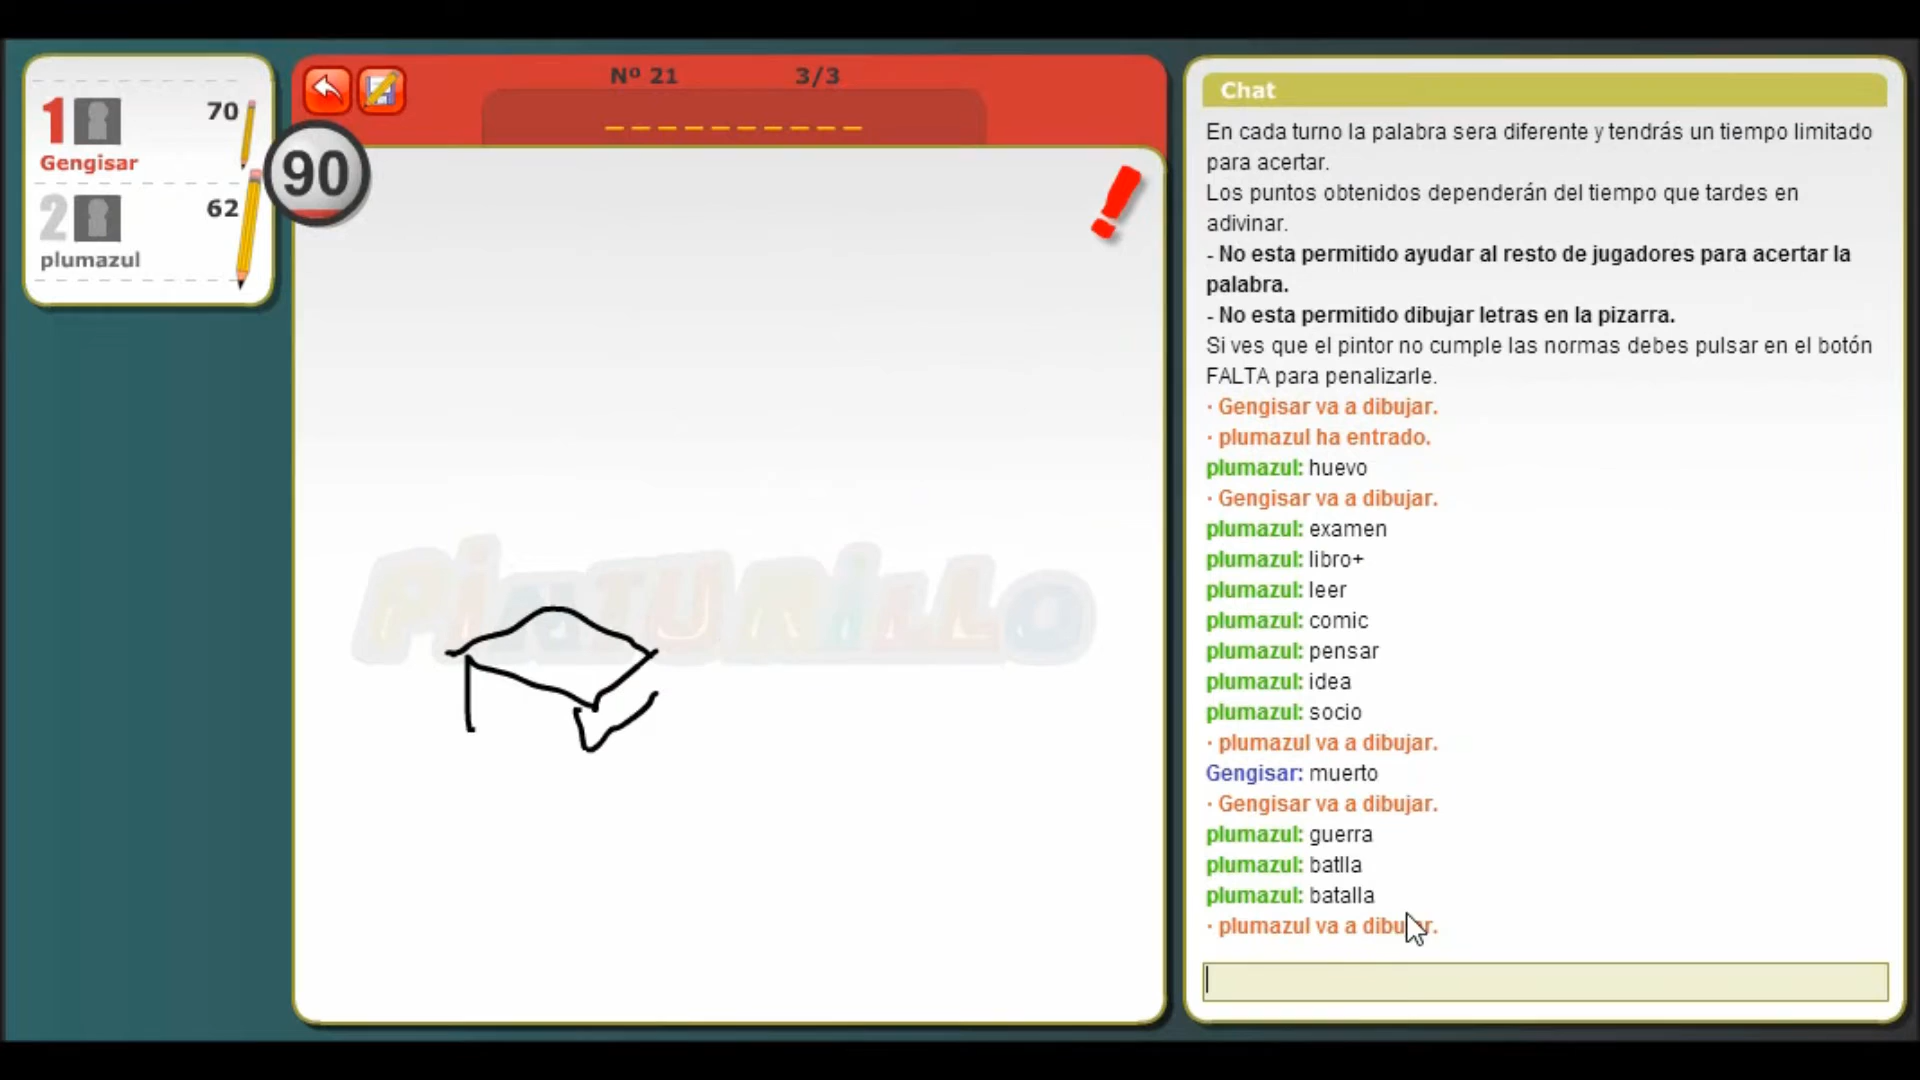 Nº 21 3/3
1 70
Gengisar
2 62
plumazul
90
PINTURILLO
Chat
En cada turno la palabra sera diferente y tendrás un tiempo limitado
para acertar.
Los puntos obtenidos dependerán del tiempo que tardes en
adivinar.
- No esta permitido ayudar al resto de jugadores para acertar la
palabra.
- No esta permitido dibujar letras en la pizarra.
Si ves que el pintor no cumple las normas debes pulsar en el botón
FALTA para penalizarle.
· Gengisar va a dibujar.
· plumazul ha entrado.
plumazul: huevo
· Gengisar va a dibujar.
plumazul: examen
plumazul: libro+
plumazul: leer
plumazul: comic
plumazul: pensar
plumazul: idea
plumazul: socio
· plumazul va a dibujar.
Gengisar: muerto
· Gengisar va a dibujar.
plumazul: guerra
plumazul: batlla
plumazul: batalla
· plumazul va a dibujar.